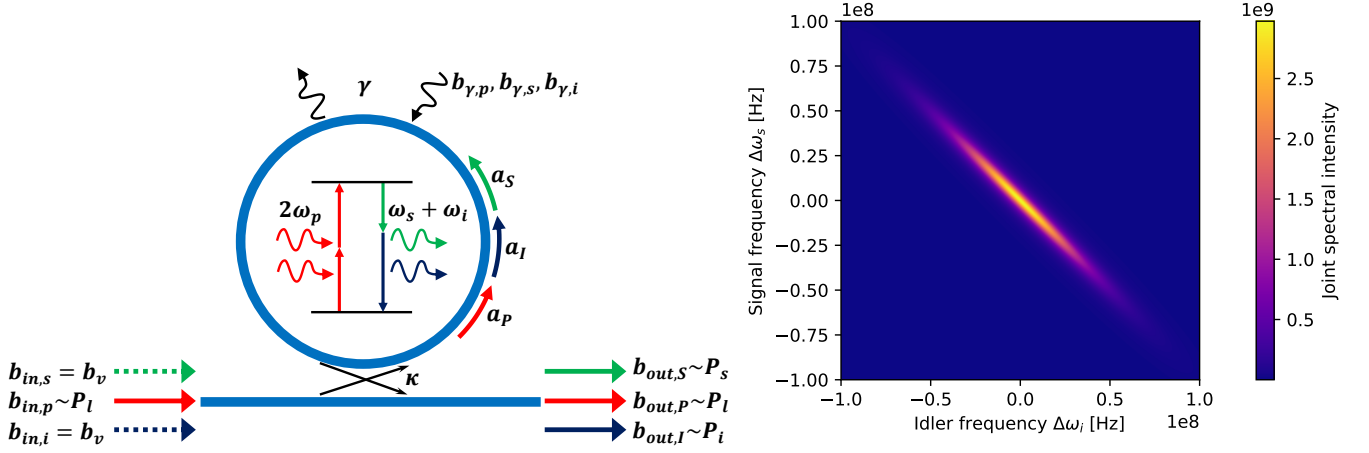 γ
b_{γ,p}, b_{γ,s}, b_{γ,i}
a_S
2ω_p
ω_s + ω_i
a_I
a_P
κ
b_{in,s} = b_v
b_{in,p}~P_l
b_{in,i} = b_v
b_{out,S}~P_s
b_{out,P}~P_l
b_{out,I}~P_i
1e8
1.00
0.75
0.50
0.25
0.00
−0.25
−0.50
−0.75
−1.00
Signal frequency Δω_s [Hz]
−1.0
−0.5
0.0
0.5
1.0
1e8
Idler frequency Δω_i [Hz]
1e9
2.5
2.0
1.5
1.0
0.5
Joint spectral intensity